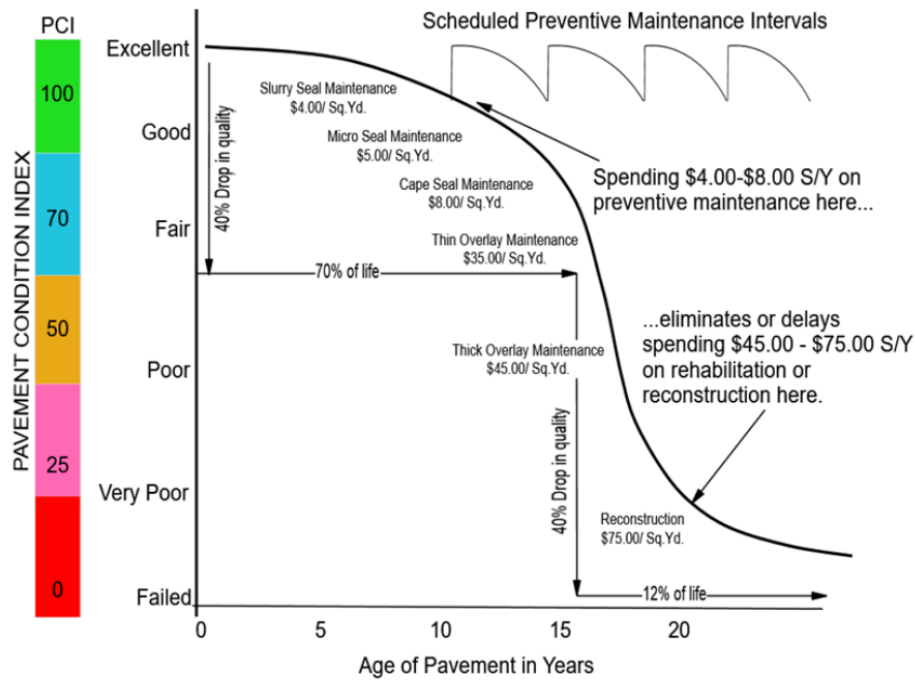 PCI
Scheduled Preventive Maintenance Intervals
PAVEMENT CONDITION INDEX
100
70
50
25
0
Excellent
Good
Fair
Poor
Very Poor
Failed
40% Drop in quality
Slurry Seal Maintenance
$4.00/ Sq.Yd.
Micro Seal Maintenance
$5.00/ Sq.Yd.
Cape Seal Maintenance
$8.00/ Sq.Yd.
Thin Overlay Maintenance
$35.00/ Sq.Yd.
70% of life
Spending $4.00-$8.00 S/Y on
preventive maintenance here...
Thick Overlay Maintenance
$45.00/ Sq.Yd.
...eliminates or delays
spending $45.00 - $75.00 S/Y
on rehabilitation or
reconstruction here.
40% Drop in quality
Reconstruction
$75.00/ Sq.Yd.
12% of life
0
5
10
15
20
Age of Pavement in Years